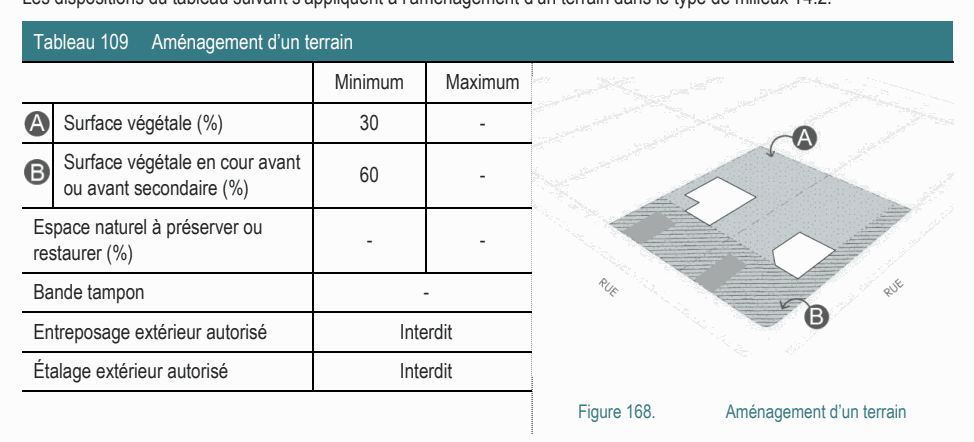 Les dispositions du tableau suivant s'appliquent à l'aménagement d'un terrain dans le type de milieux 14.2.
Tableau 109 Aménagement d'un terrain
Minimum Maximum
A Surface végétale (%) 30 -
B Surface végétale en cour avant
ou avant secondaire (%) 60 -
Espace naturel à préserver ou
restaurer (%) - -
Bande tampon -
Entreposage extérieur autorisé Interdit
Étalage extérieur autorisé Interdit
A
RUE
RUE
B
Figure 168. Aménagement d'un terrain